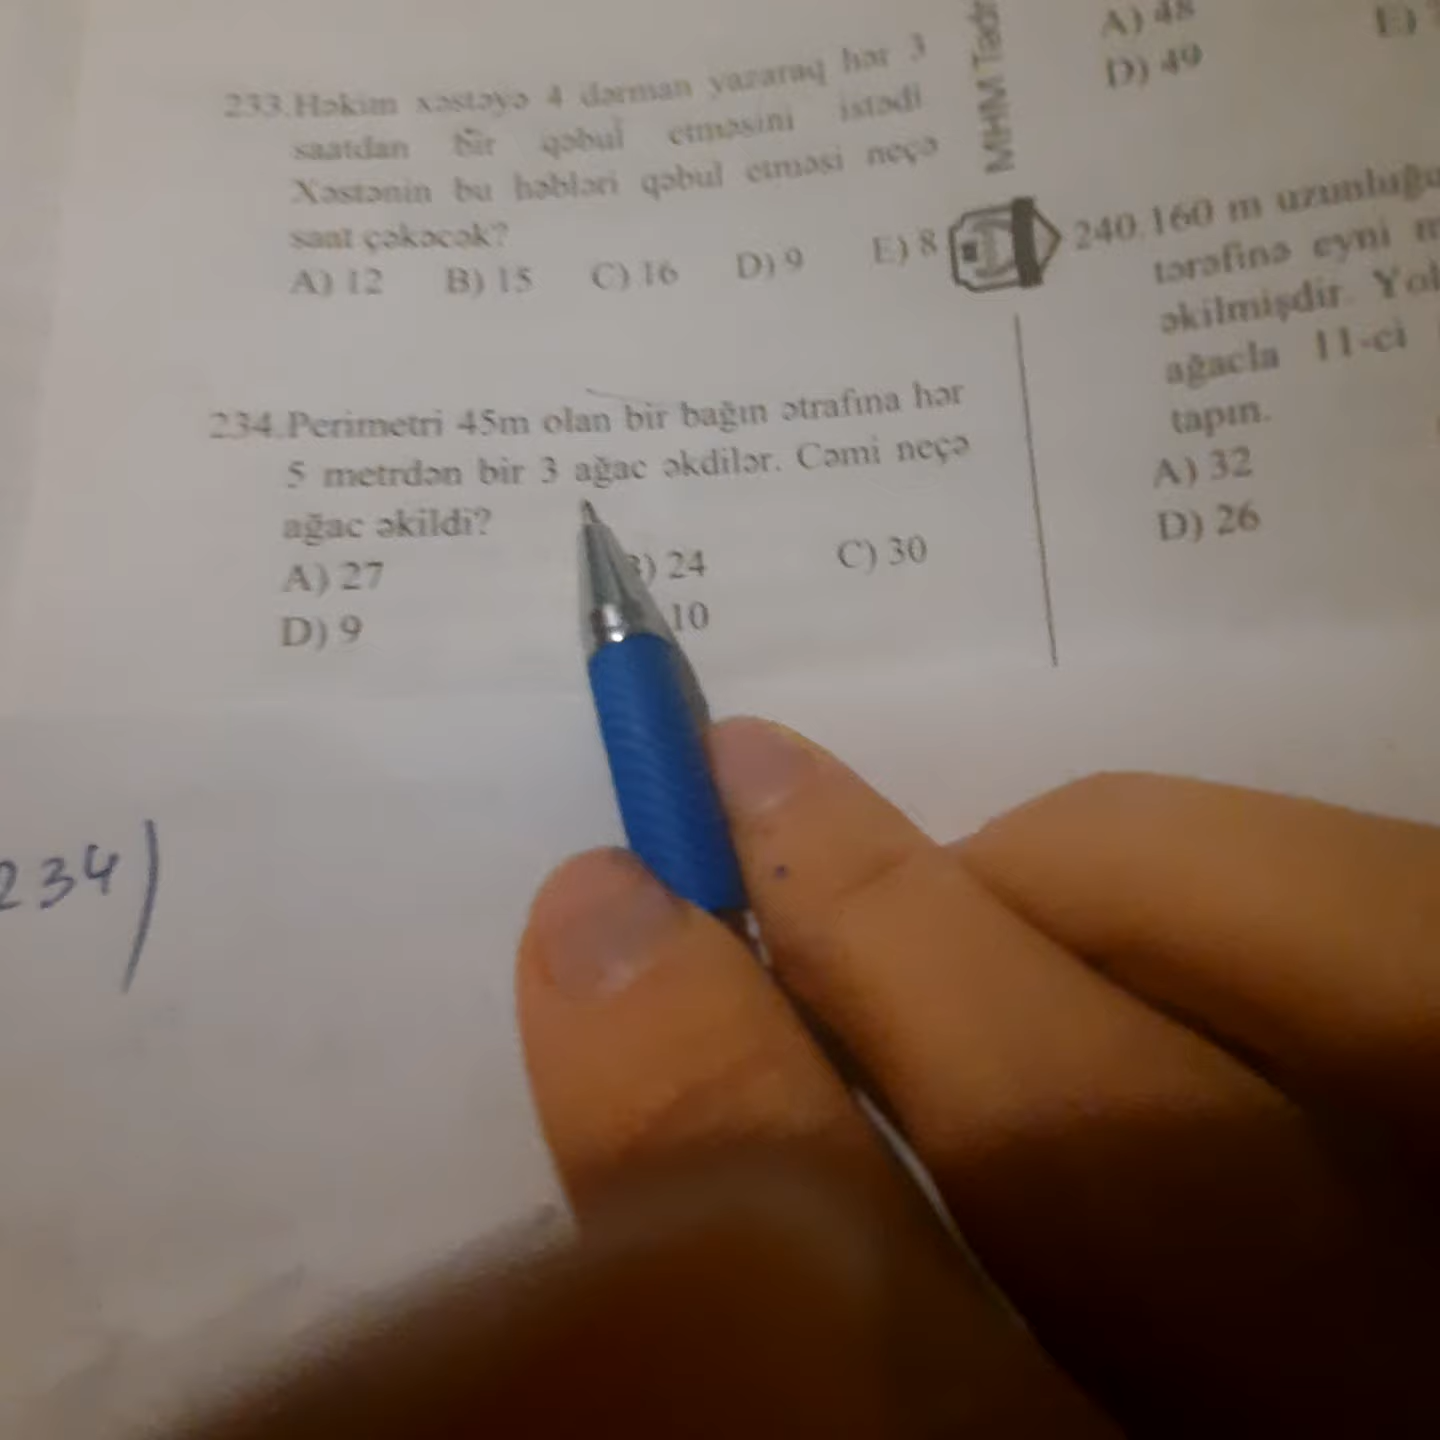 233.Həkim xəstəyə 4 dərman yazaraq hər 3
saatdan bir qəbul etməsini istədi
Xəstənin bu həbləri qəbul etməsi neçə
saat çəkəcək?
A) 12 B) 15 C) 16 D) 9 E) 8
234.Perimetri 45m olan bir bağın ətrafına hər
5 metrdən bir 3 ağac əkdilər. Cəmi neçə
ağac əkildi?
A) 27 B) 24 C) 30
D) 9 10
234)
MHM
A) 48 E)
D) 49
240.160 m uzunluğu
tərəfinə eyni m
əkilmişdir. Yol
ağacla 11-ci
tapın.
A) 32
D) 26